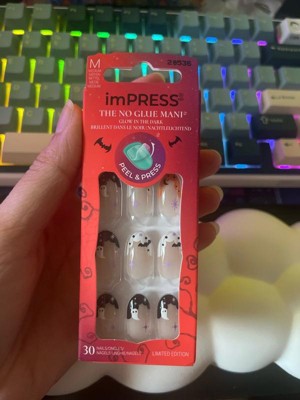 M
28538
imPRESS®
THE NO GLUE MANI®
GLOW IN THE DARK
BRILLENT DANS LE NOIR / NACHTLEUCHTEND
PEEL & PRESS
30
LIMITED EDITION